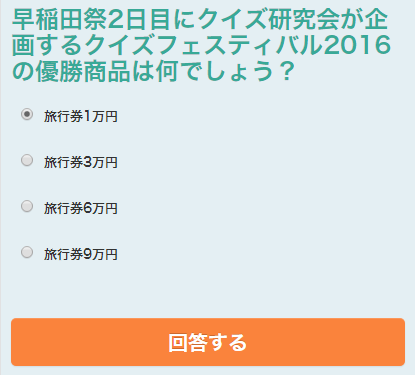 早稲田祭2日目にクイズ研究会が企
画するクイズフェスティバル2016
の優勝商品は何でしょう？
旅行券1万円
旅行券3万円
旅行券6万円
旅行券9万円
回答する